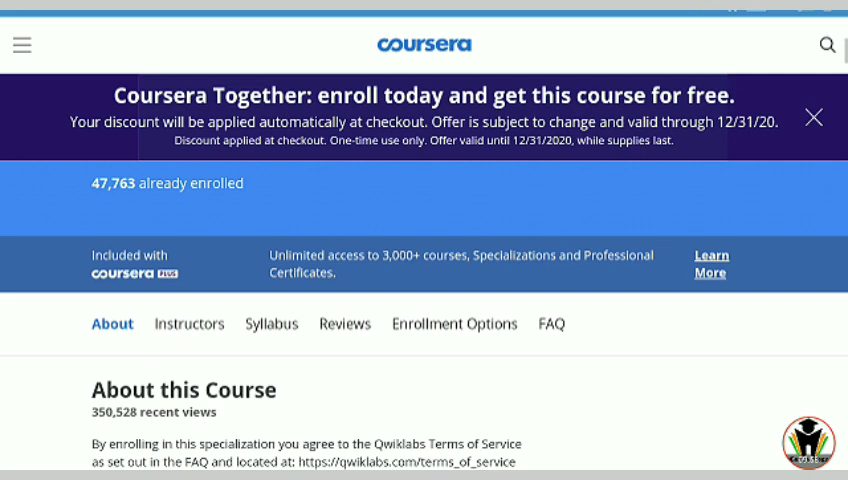 coursera
Coursera Together: enroll today and get this course for free.
Your discount will be applied automatically at checkout. Offer is subject to change and valid through 12/31/20.
Discount applied at checkout. One-time use only. Offer valid until 12/31/2020, while supplies last.
47,763 already enrolled
Included with
coursera PLUS
Unlimited access to 3,000+ courses, Specializations and Professional
Certificates.
Learn
More
About Instructors Syllabus Reviews Enrollment Options FAQ
About this Course
350,528 recent views
By enrolling in this specialization you agree to the Qwiklabs Terms of Service
as set out in the FAQ and located at: https://qwiklabs.com/terms_of_service